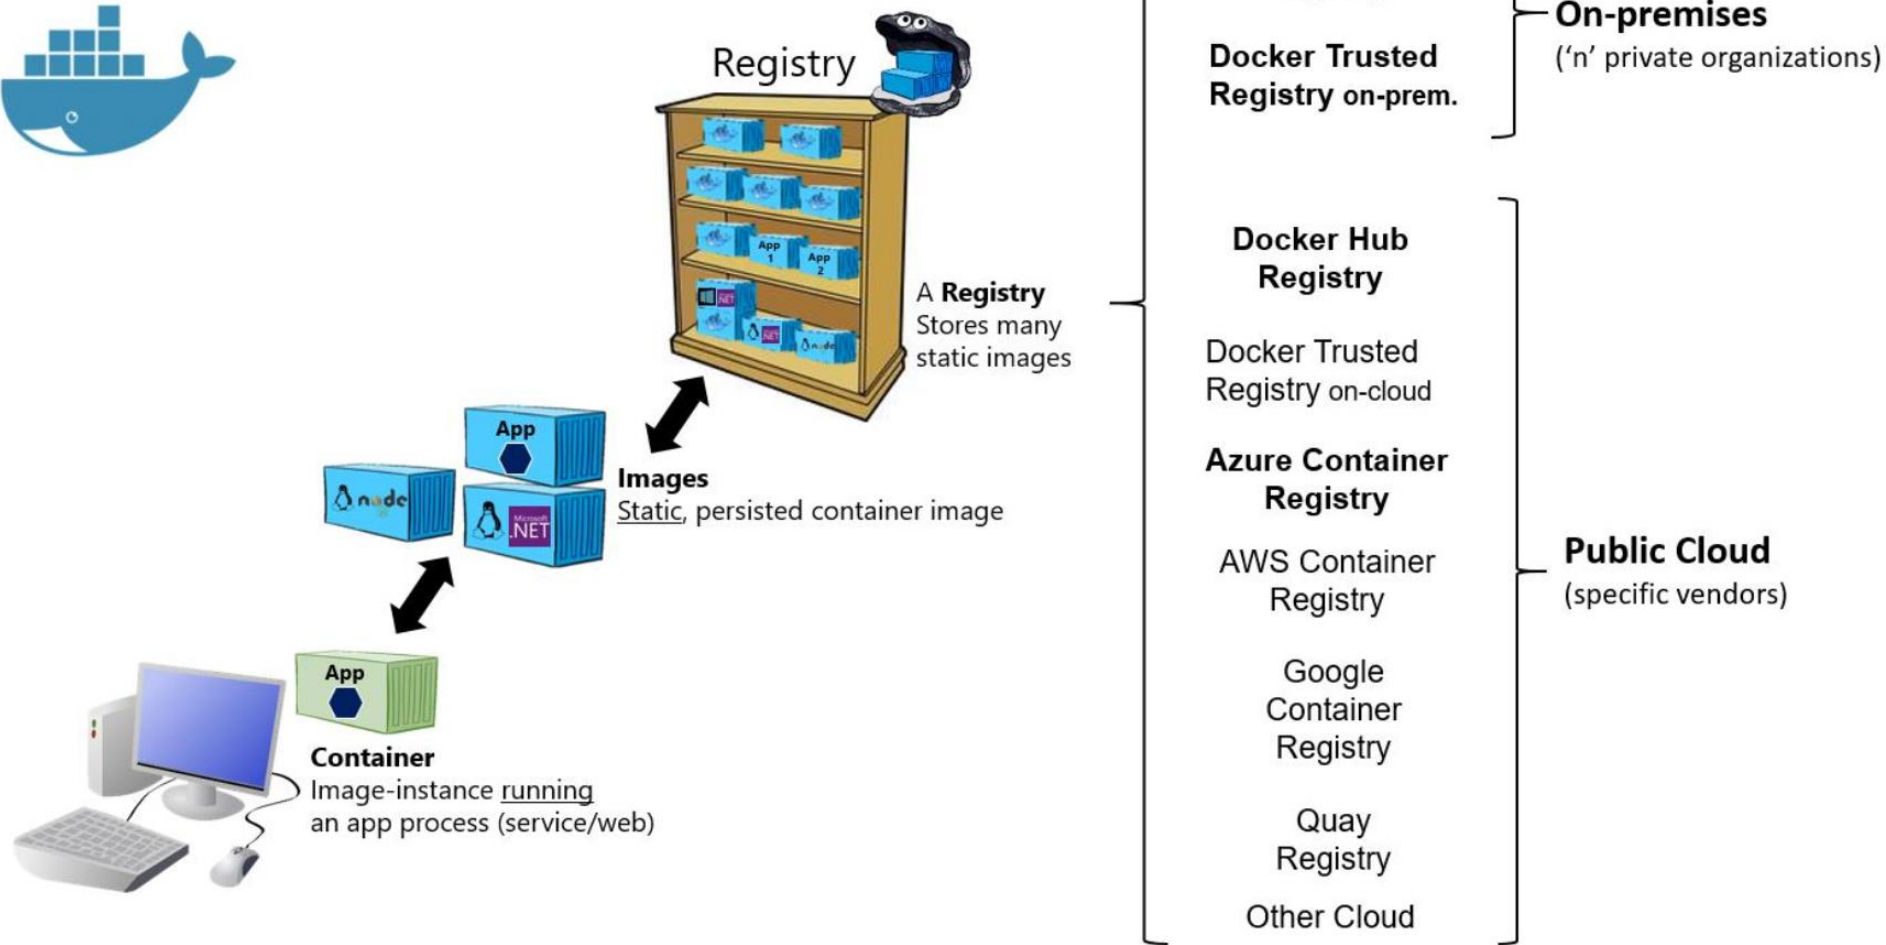 Registry
App
1
App
2
.NET
.NET
node
A Registry
Stores many
static images
App
node
Microsoft
.NET
Images
Static, persisted container image
App
Container
Image-instance running
an app process (service/web)
Docker Trusted
Registry on-prem.
On-premises
(‘n’ private organizations)
Docker Hub
Registry
Docker Trusted
Registry on-cloud
Azure Container
Registry
AWS Container
Registry
Google
Container
Registry
Quay
Registry
Other Cloud
Public Cloud
(specific vendors)